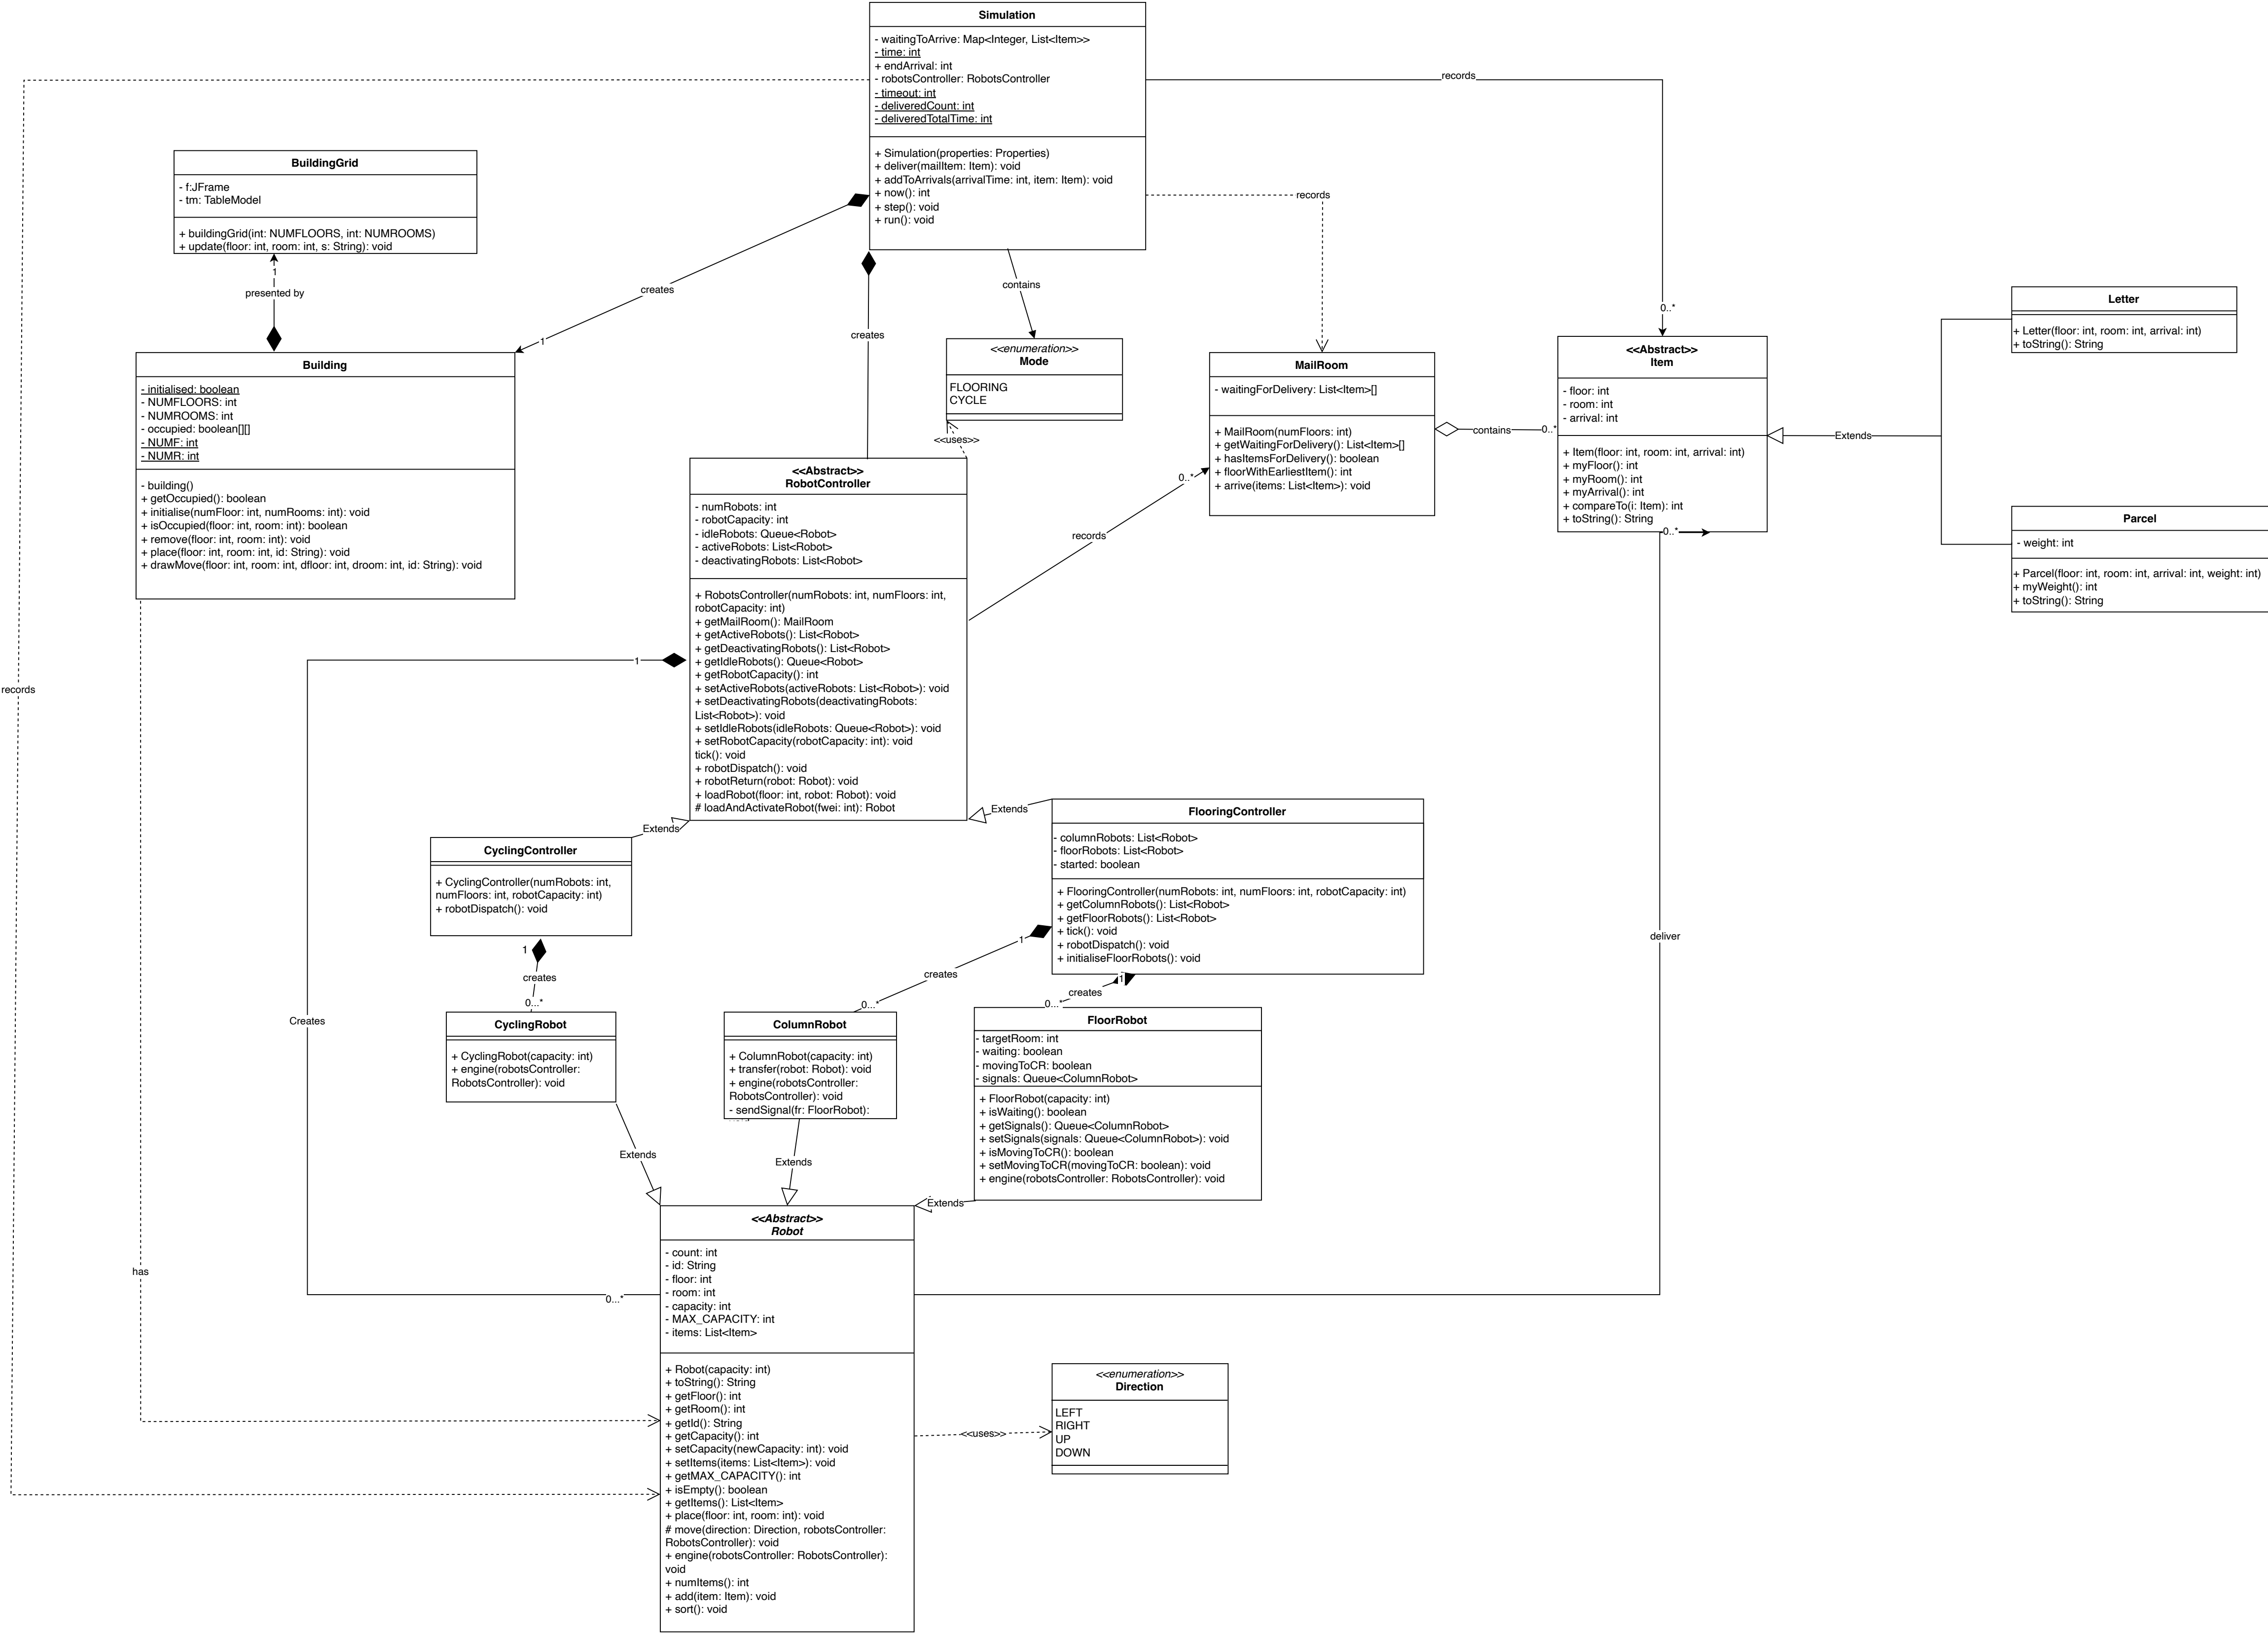 Simulation
- waitingToArrive: Map<Integer, List<Item>>
- time: int
+ endArrival: int
- robotsController: RobotsController
- timeout: int
- deliveredCount: int
- deliveredTotalTime: int
+ Simulation(properties: Properties)
+ deliver(mailItem: Item): void
+ addToArrivals(arrivalTime: int, item: Item): void
+ now(): int
+ step(): void
+ run(): void
records
records
records
creates
1
creates
contains
BuildingGrid
- f:JFrame
- tm: TableModel
+ buildingGrid(int: NUMFLOORS, int: NUMROOMS)
+ update(floor: int, room: int, s: String): void
1
presented by
Building
- initialised: boolean
- NUMFLOORS: int
- NUMROOMS: int
- occupied: boolean[][]
- NUMF: int
- NUMR: int
- building()
+ getOccupied(): boolean
+ initialise(numFloor: int, numRooms: int): void
+ isOccupied(floor: int, room: int): boolean
+ remove(floor: int, room: int): void
+ place(floor: int, room: int, id: String): void
+ drawMove(floor: int, room: int, dfloor: int, droom: int, id: String): void
has
<<enumeration>>
Mode
FLOORING
CYCLE
<<uses>>
MailRoom
- waitingForDelivery: List<Item>[]
+ MailRoom(numFloors: int)
+ getWaitingForDelivery(): List<Item>[]
+ hasItemsForDelivery(): boolean
+ floorWithEarliestItem(): int
+ arrive(items: List<Item>): void
contains
0..*
0..*
<<Abstract>>
Item
- floor: int
- room: int
- arrival: int
+ Item(floor: int, room: int, arrival: int)
+ myFloor(): int
+ myRoom(): int
+ myArrival(): int
+ compareTo(i: Item): int
+ toString(): String
0..*
Extends
Letter
+ Letter(floor: int, room: int, arrival: int)
+ toString(): String
Parcel
- weight: int
+ Parcel(floor: int, room: int, arrival: int, weight: int)
+ myWeight(): int
+ toString(): String
<<Abstract>>
RobotController
- numRobots: int
- robotCapacity: int
- idleRobots: Queue<Robot>
- activeRobots: List<Robot>
- deactivatingRobots: List<Robot>
+ RobotsController(numRobots: int, numFloors: int,
robotCapacity: int)
+ getMailRoom(): MailRoom
+ getActiveRobots(): List<Robot>
+ getDeactivatingRobots(): List<Robot>
+ getIdleRobots(): Queue<Robot>
+ getRobotCapacity(): int
+ setActiveRobots(activeRobots: List<Robot>): void
+ setDeactivatingRobots(deactivatingRobots:
List<Robot>): void
+ setIdleRobots(idleRobots: Queue<Robot>): void
+ setRobotCapacity(robotCapacity: int): void
tick(): void
+ robotDispatch(): void
+ robotReturn(robot: Robot): void
+ loadRobot(floor: int, robot: Robot): void
# loadAndActivateRobot(fwei: int): Robot
records
0..*
1
Creates
0...*
Extends
Extends
CyclingController
+ CyclingController(numRobots: int,
numFloors: int, robotCapacity: int)
+ robotDispatch(): void
1
creates
0...*
FlooringController
- columnRobots: List<Robot>
- floorRobots: List<Robot>
- started: boolean
+ FlooringController(numRobots: int, numFloors: int, robotCapacity: int)
+ getColumnRobots(): List<Robot>
+ getFloorRobots(): List<Robot>
+ tick(): void
+ robotDispatch(): void
+ initialiseFloorRobots(): void
1
creates
0...*
1
creates
0...*
deliver
CyclingRobot
+ CyclingRobot(capacity: int)
+ engine(robotsController:
RobotsController): void
ColumnRobot
+ ColumnRobot(capacity: int)
+ transfer(robot: Robot): void
+ engine(robotsController:
RobotsController): void
- sendSignal(fr: FloorRobot):
FloorRobot
- targetRoom: int
- waiting: boolean
- movingToCR: boolean
- signals: Queue<ColumnRobot>
+ FloorRobot(capacity: int)
+ isWaiting(): boolean
+ getSignals(): Queue<ColumnRobot>
+ setSignals(signals: Queue<ColumnRobot>): void
+ isMovingToCR(): boolean
+ setMovingToCR(movingToCR: boolean): void
+ engine(robotsController: RobotsController): void
Extends
Extends
Extends
<<Abstract>>
Robot
- count: int
- id: String
- floor: int
- room: int
- capacity: int
- MAX_CAPACITY: int
- items: List<Item>
+ Robot(capacity: int)
+ toString(): String
+ getFloor(): int
+ getRoom(): int
+ getId(): String
+ getCapacity(): int
+ setCapacity(newCapacity: int): void
+ setItems(items: List<Item>): void
+ getMAX_CAPACITY(): int
+ isEmpty(): boolean
+ getItems(): List<Item>
+ place(floor: int, room: int): void
# move(direction: Direction, robotsController:
RobotsController): void
+ engine(robotsController: RobotsController):
void
+ numItems(): int
+ add(item: Item): void
+ sort(): void
<<uses>>
<<enumeration>>
Direction
LEFT
RIGHT
UP
DOWN